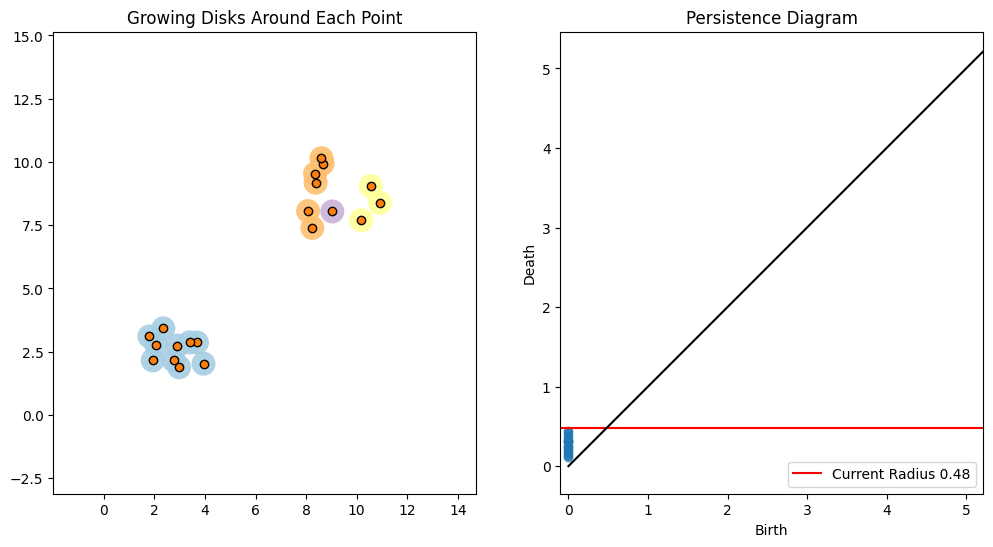 Growing Disks Around Each Point
15.0
12.5
10.0
7.5
5.0
2.5
0.0
−2.5
0 2 4 6 8 10 12 14
Persistence Diagram
Death
5
4
3
2
1
0
Current Radius 0.48
0 1 2 3 4 5
Birth